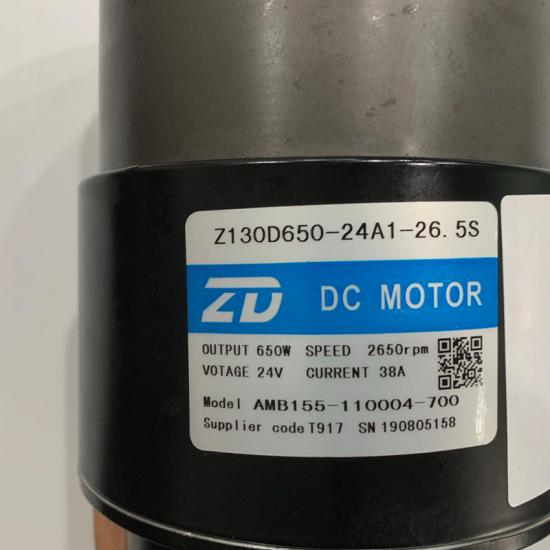 Z130D650-24A1-26.5S
ZD DC MOTOR
OUTPUT 650W SPEED 2650rpm
VOTAGE 24V CURRENT 38A
Model AMB155-110004-700
Supplier code T917 SN 190805158